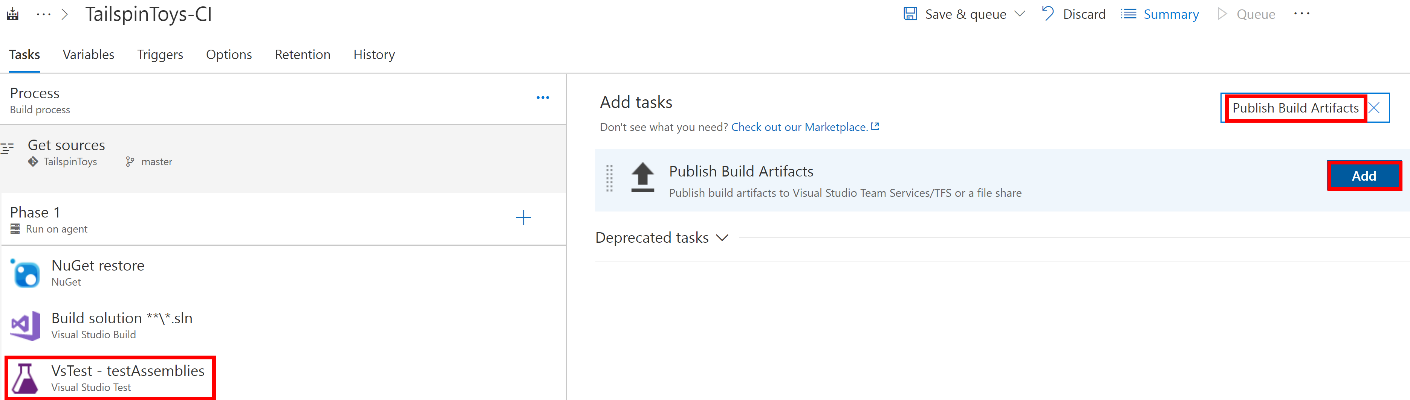 TailspinToys-CI
Save & queue
Discard
Summary
Queue
Tasks
Variables
Triggers
Options
Retention
History
Process
Build process
Get sources
TailspinToys
master
Phase 1
Run on agent
NuGet restore
NuGet
Build solution **\*.sln
Visual Studio Build
VsTest - testAssemblies
Visual Studio Test
Add tasks
Publish Build Artifacts
Don't see what you need? Check out our Marketplace.
Publish Build Artifacts
Publish build artifacts to Visual Studio Team Services/TFS or a file share
Add
Deprecated tasks